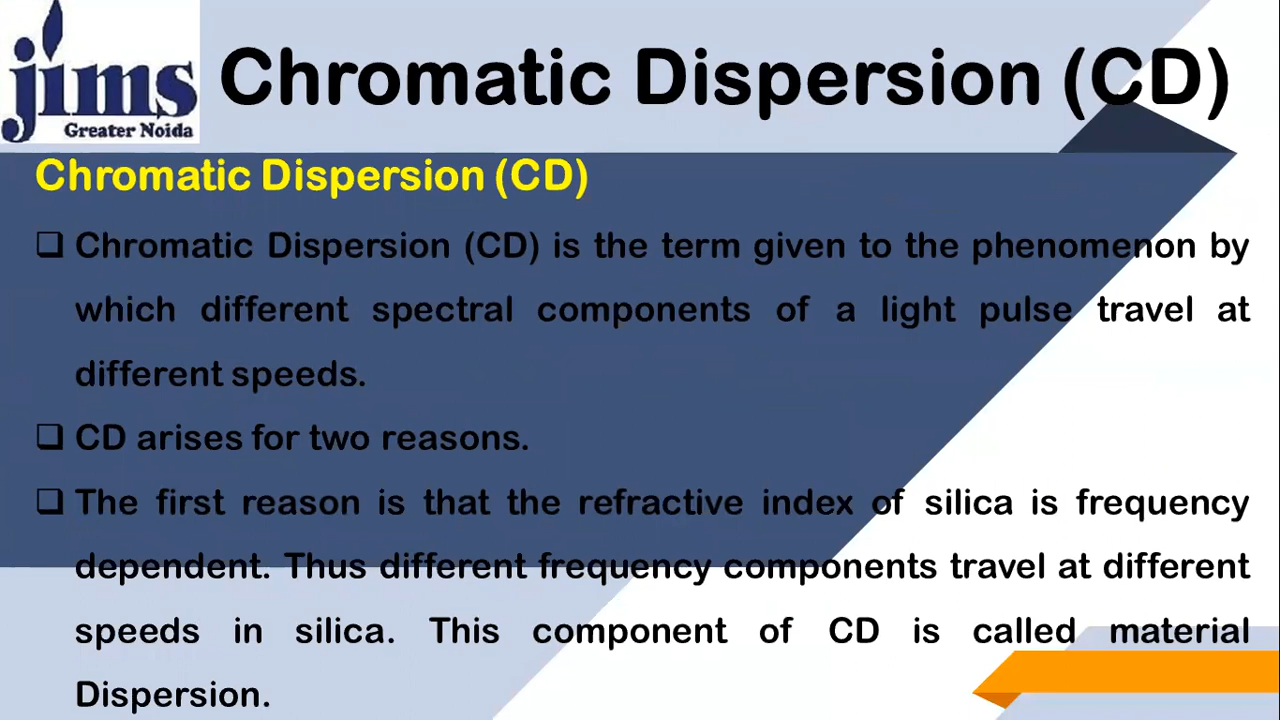 jims
Greater Noida
Chromatic Dispersion (CD)
Chromatic Dispersion (CD)
❑ Chromatic Dispersion (CD) is the term given to the phenomenon by
which different spectral components of a light pulse travel at
different speeds.
❑ CD arises for two reasons.
❑ The first reason is that the refractive index of silica is frequency
dependent. Thus different frequency components travel at different
speeds in silica. This component of CD is called material
Dispersion.